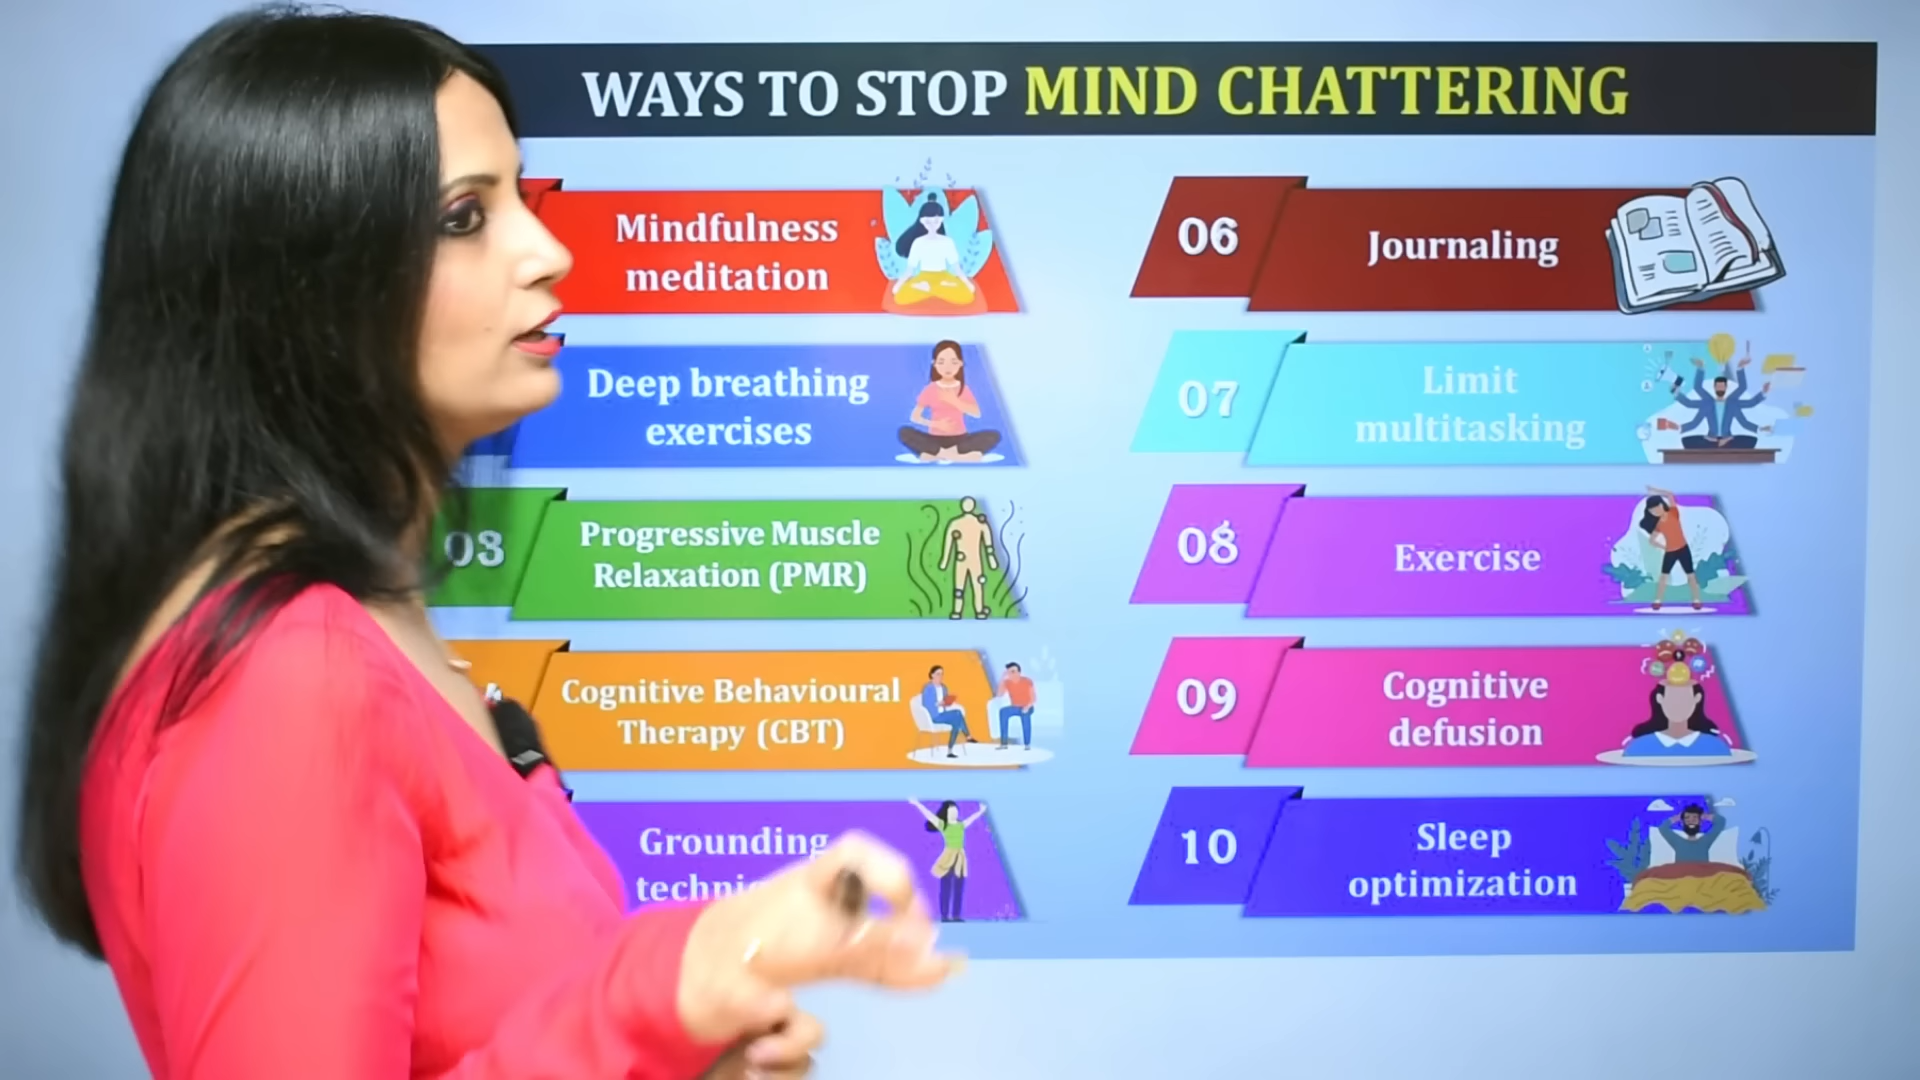 WAYS TO STOP MIND CHATTERING
Mindfulness
meditation
Deep breathing
exercises
03
Progressive Muscle
Relaxation (PMR)
Cognitive Behavioural
Therapy (CBT)
Grounding
06
Journaling
07
Limit
multitasking
08
Exercise
09
Cognitive
defusion
10
Sleep
optimization